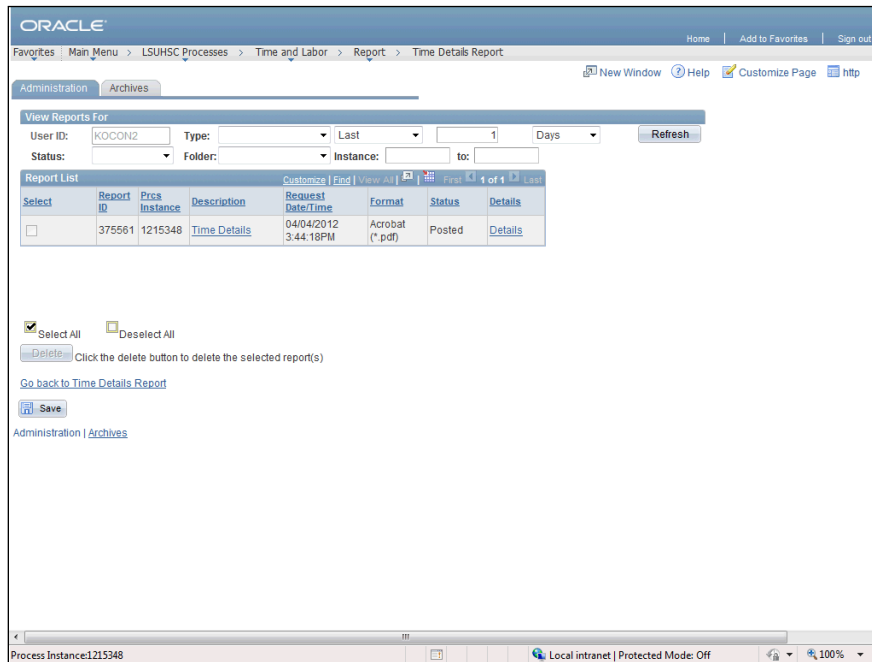 ORACLE
Home | Add to Favorites | Sign out
Favorites Main Menu > LSUHSC Processes > Time and Labor > Report > Time Details Report
New Window Help Customize Page http
Administration Archives
View Reports For
User ID: KOCON2 Type: Last 1 Days Refresh
Status: Folder: Instance: to:
Report List Customize | Find | View All | First 1 of 1 Last
Select Report ID Prcs Instance Description Request Date/Time Format Status Details
375561 1215348 Time Details 04/04/2012 3:44:18PM Acrobat (*.pdf) Posted Details
Select All Deselect All
Delete Click the delete button to delete the selected report(s)
Go back to Time Details Report
Save
Administration | Archives
Process Instance:1215348 Local intranet | Protected Mode: Off 100%